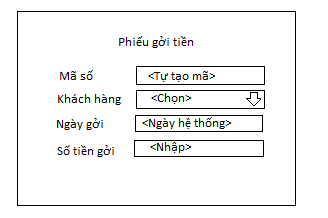 Phiếu gởi tiền
Mã số <Tự tạo mã>
Khách hàng <Chọn>
Ngày gởi <Ngày hệ thống>
Số tiền gởi <Nhập>